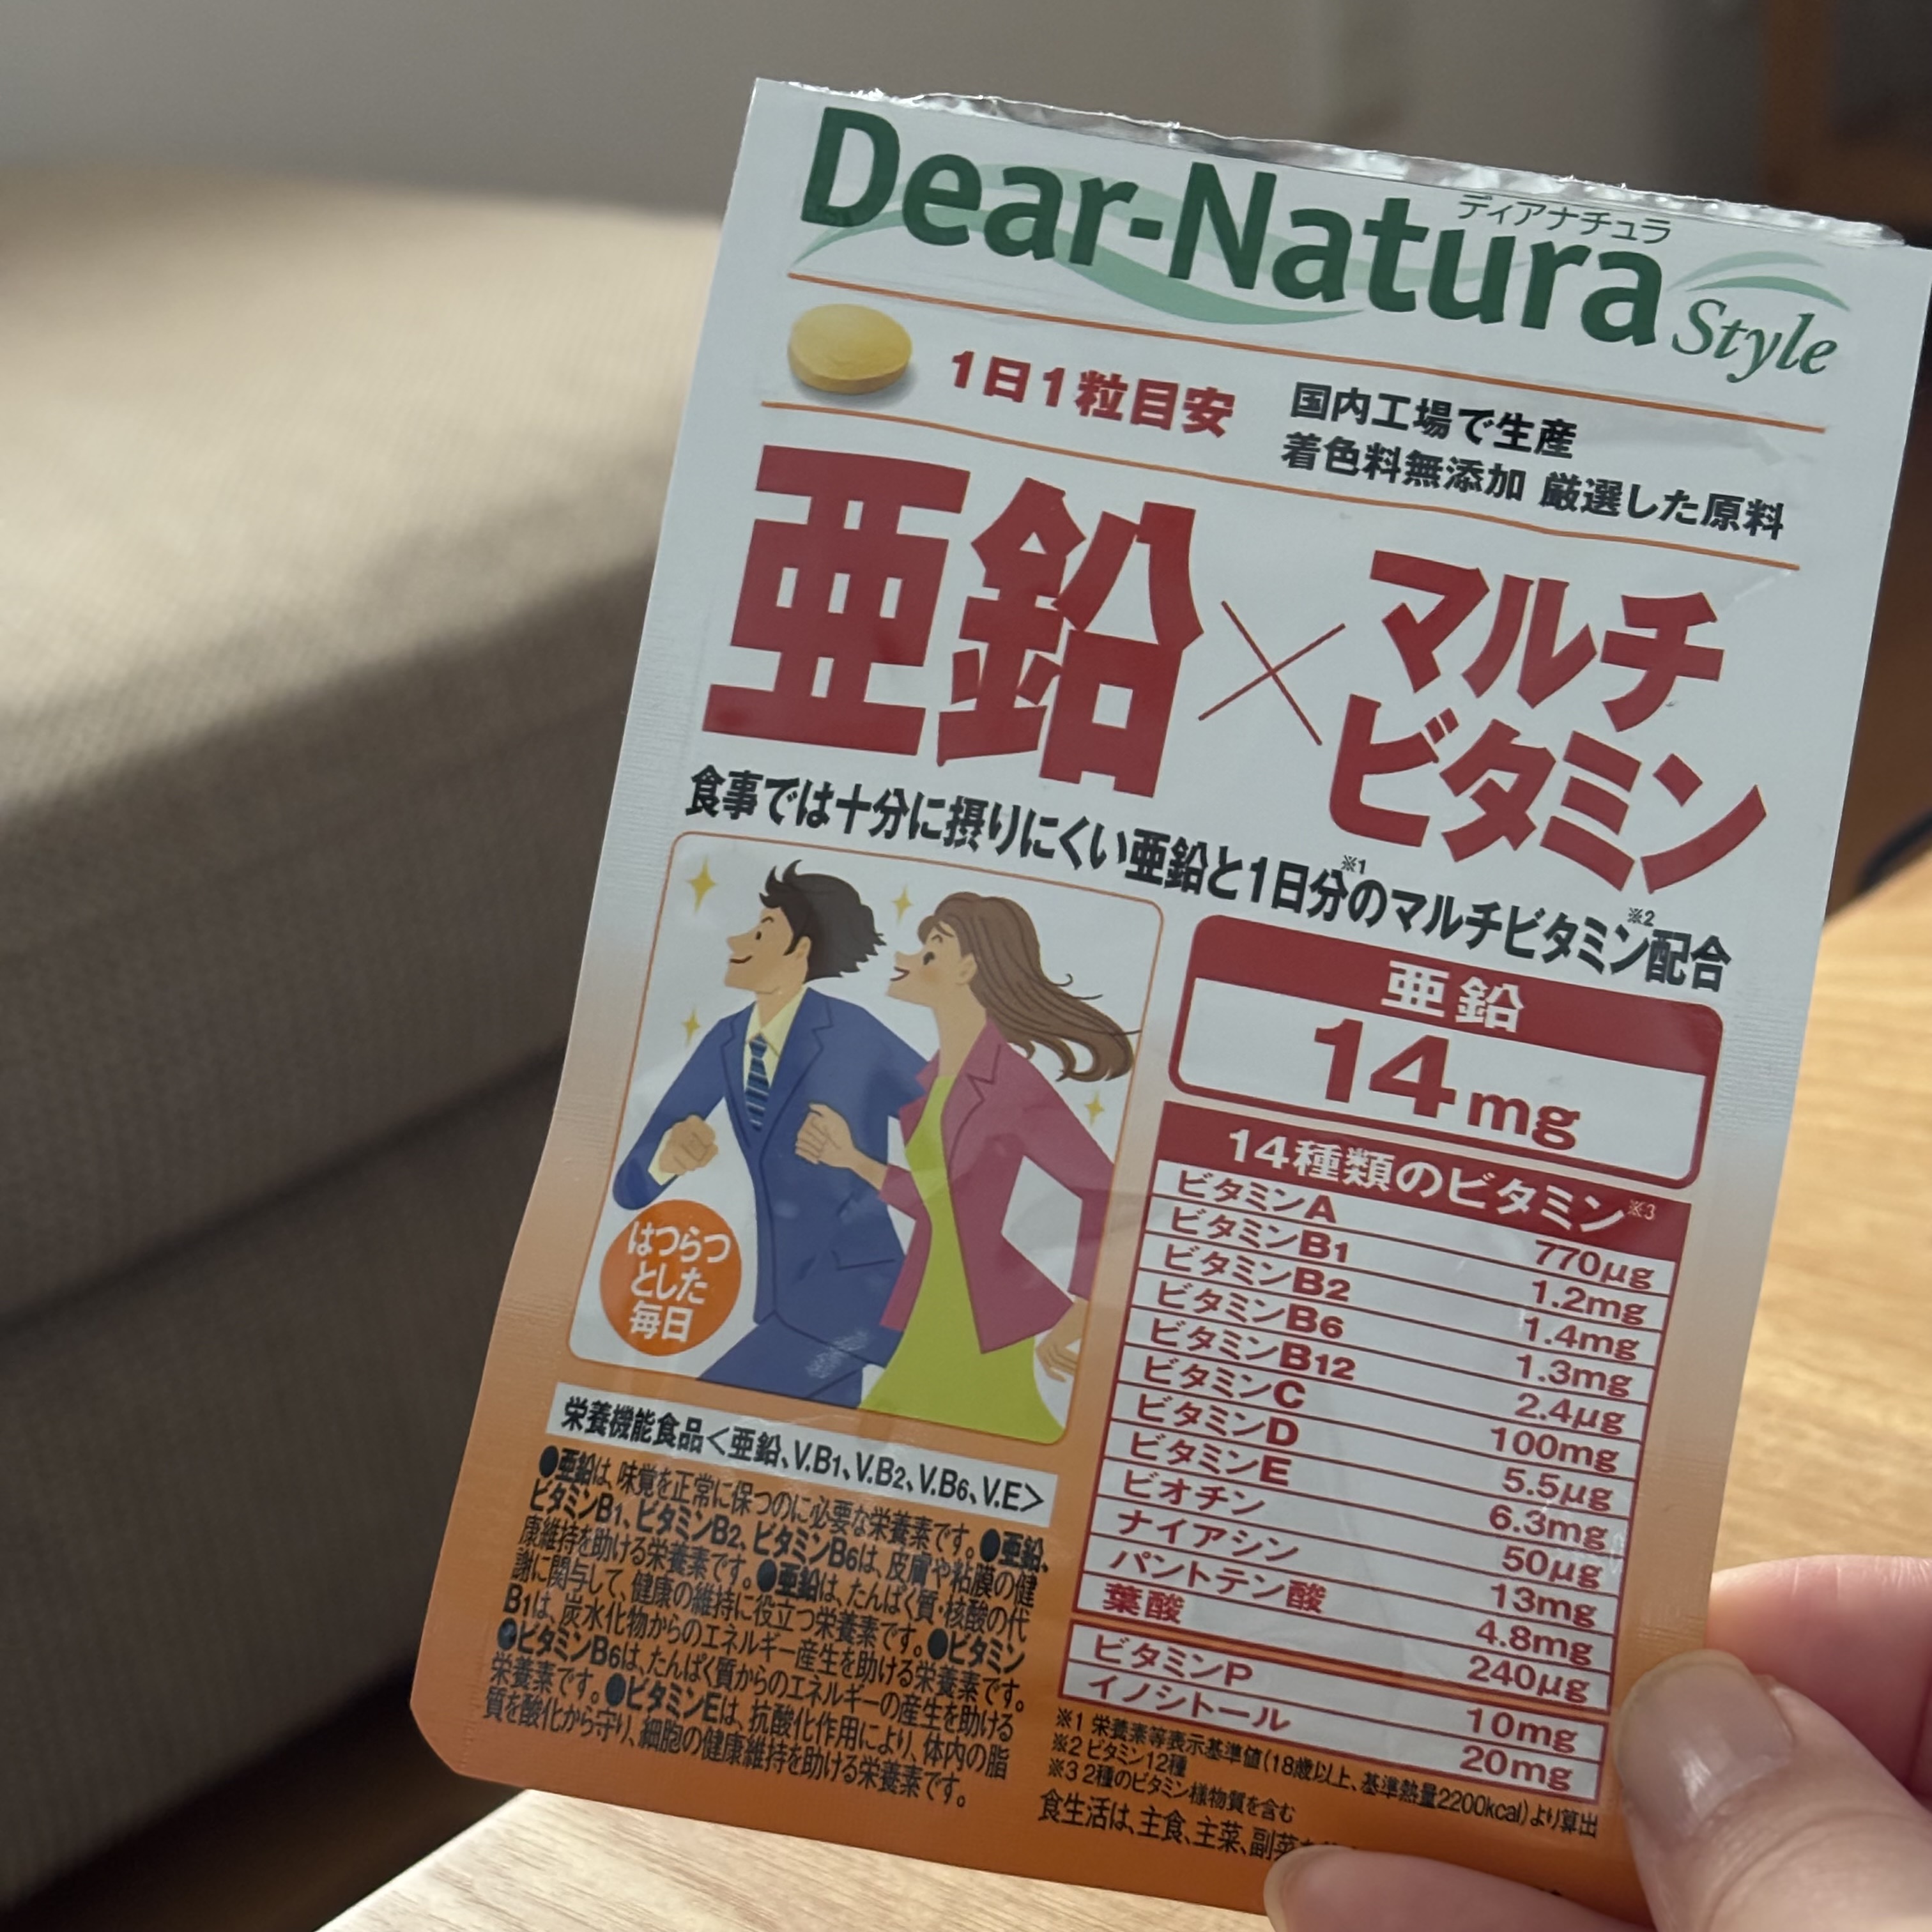 Dear-Natura
ディアナチュラ
Style
1日1粒目安
国内工場で生産
着色料無添加 厳選した原料
亜鉛×マルチ
ビタミン
食事では十分に摂りにくい亜鉛と1日分※1のマルチビタミン※2配合
亜鉛
14mg
14種類のビタミン※3
ビタミンA 770μg
ビタミンB1 1.2mg
ビタミンB2 1.4mg
ビタミンB6 1.3mg
ビタミンB12 2.4μg
ビタミンC 100mg
ビタミンD 5.5μg
ビタミンE 6.3mg
ビオチン 50μg
ナイアシン 13mg
パントテン酸 4.8mg
葉酸 240μg
ビタミンP 10mg
イノシトール 20mg
はつらつ
とした
毎日
栄養機能食品<亜鉛、V.B1、V.B2、V.B6、V.E>
●亜鉛は、味覚を正常に保つのに必要な栄養素です。●亜鉛、
ビタミンB1、ビタミンB2、ビタミンB6は、皮膚や粘膜の健
康維持を助ける栄養素です。●亜鉛は、たんぱく質・核酸の代
謝に関与して、健康の維持に役立つ栄養素です。●ビタミン
B1は、炭水化物からのエネルギー産生を助ける栄養素です。
●ビタミンB6は、たんぱく質からのエネルギーの産生を助ける
栄養素です。●ビタミンEは、抗酸化作用により、体内の脂
質を酸化から守り、細胞の健康維持を助ける栄養素です。
※1 栄養素等表示基準値(18歳以上、基準熱量2200kcal)より算出
※2 ビタミン12種
※3 2種のビタミン様物質を含む
食生活は、主食、主菜、副菜